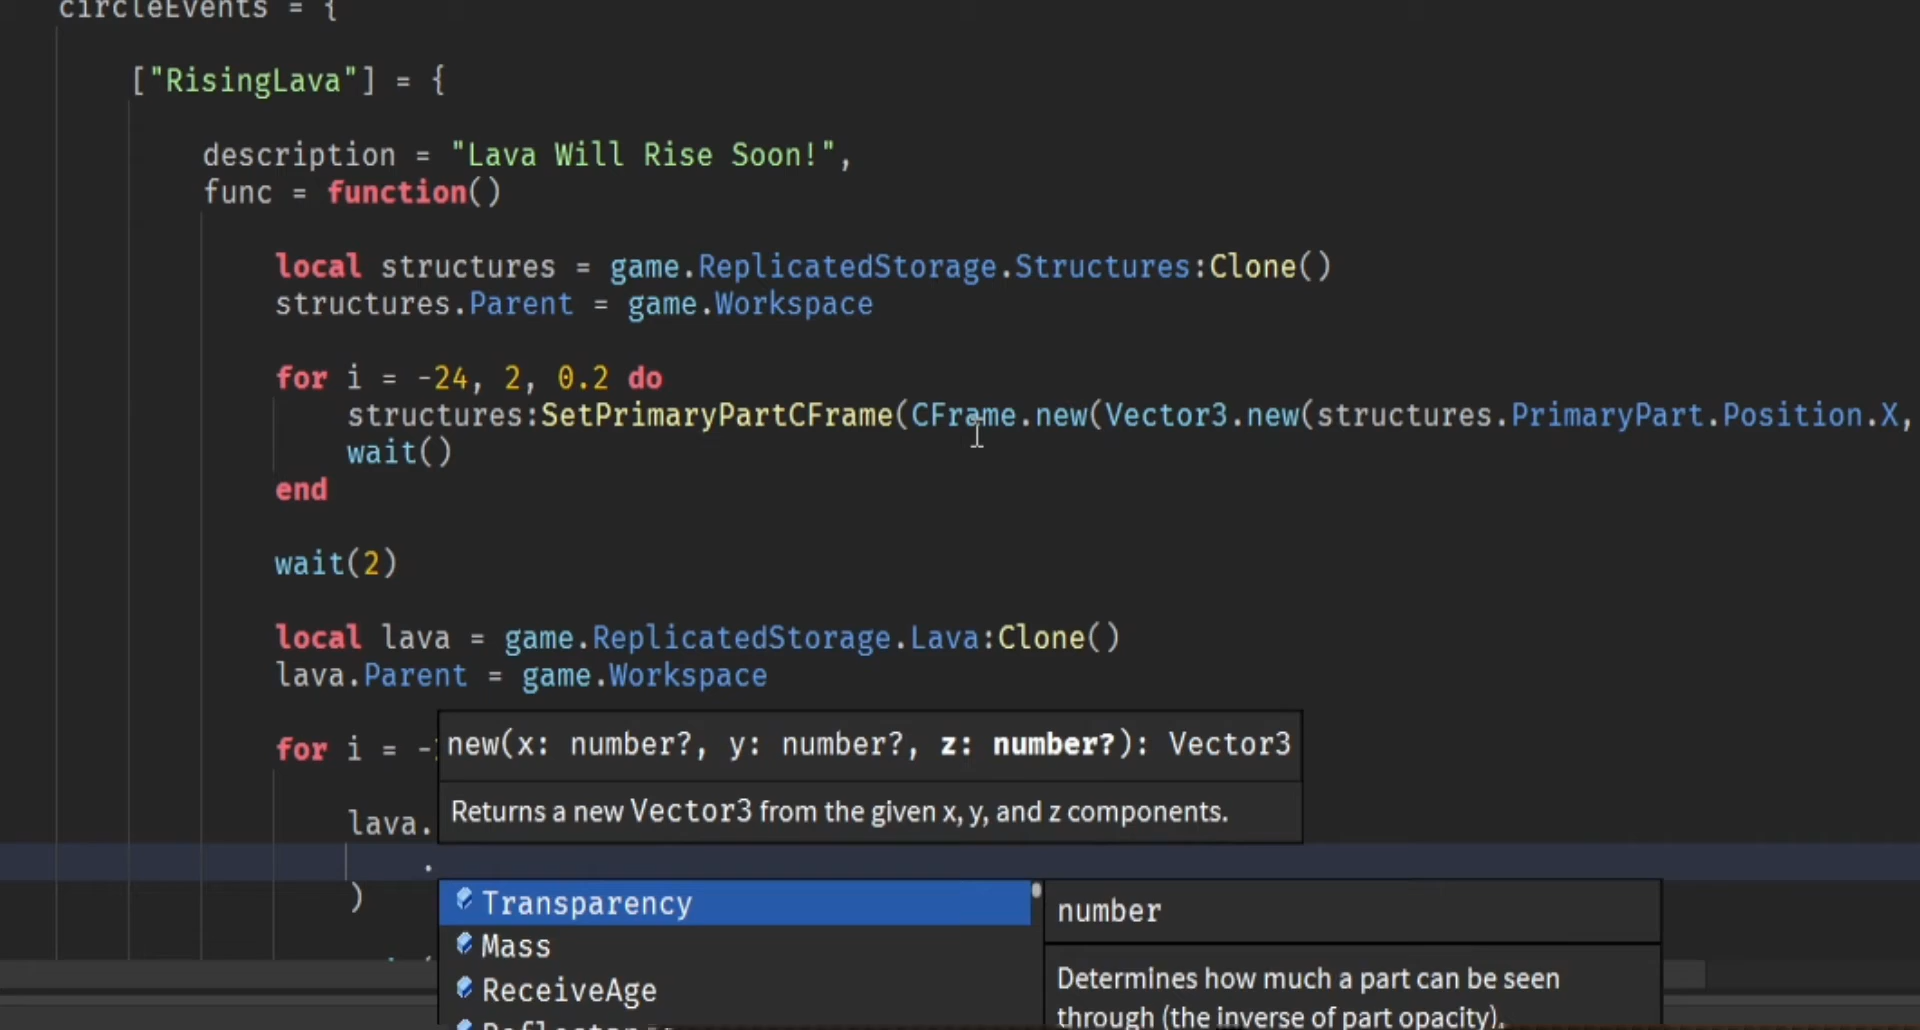 circleEvents = {
["RisingLava"] = {
description = "Lava Will Rise Soon!",
func = function()
local structures = game.ReplicatedStorage.Structures:Clone()
structures.Parent = game.Workspace
for i = -24, 2, 0.2 do
structures:SetPrimaryPartCFrame(CFrame.new(Vector3.new(structures.PrimaryPart.Position.X,
wait()
end
wait(2)
local lava = game.ReplicatedStorage.Lava:Clone()
lava.Parent = game.Workspace
for i = -
new(x: number?, y: number?, z: number?): Vector3
Returns a new Vector3 from the given x, y, and z components.
lava.
.
)
Transparency
Mass
ReceiveAge
number
Determines how much a part can be seen
through (the inverse of part opacity).